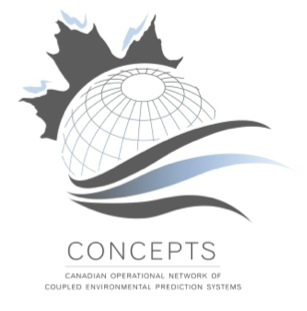 CONCEPTS
CANADIAN OPERATIONAL NETWORK OF
COUPLED ENVIRONMENTAL PREDICTION SYSTEMS